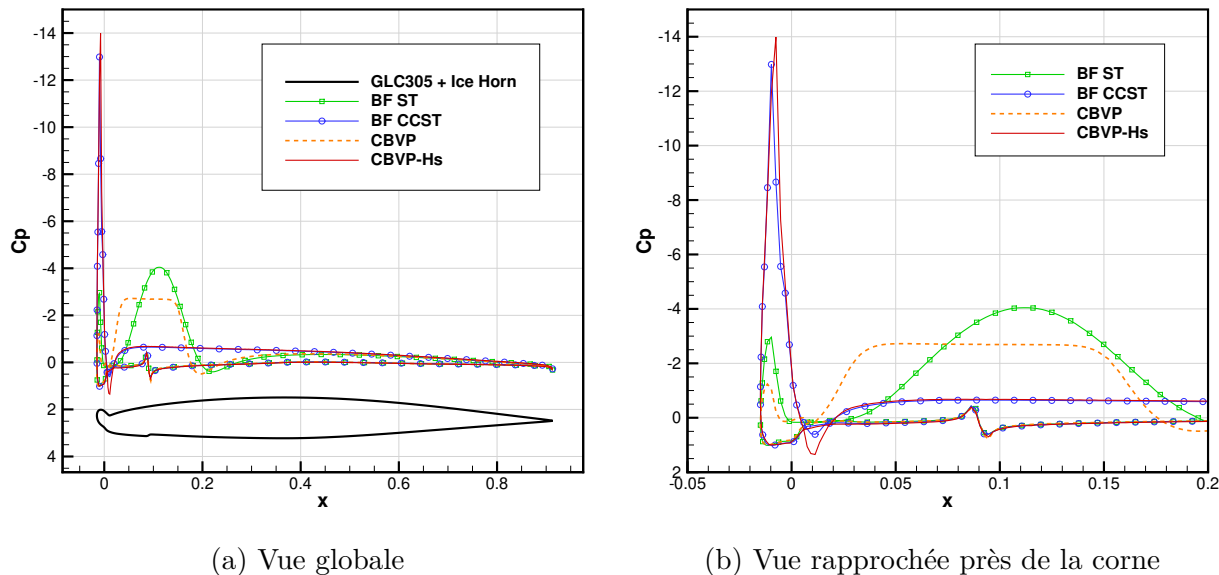 -14
-12
-10
-8
-6
-4
-2
0
2
4
Cp
0
0.2
0.4
0.6
0.8
x
GLC305 + Ice Horn
BF ST
BF CCST
CBVP
CBVP-Hs
(a) Vue globale
-14
-12
-10
-8
-6
-4
-2
0
2
Cp
-0.05
0
0.05
0.1
0.15
0.2
x
BF ST
BF CCST
CBVP
CBVP-Hs
(b) Vue rapprochée près de la corne